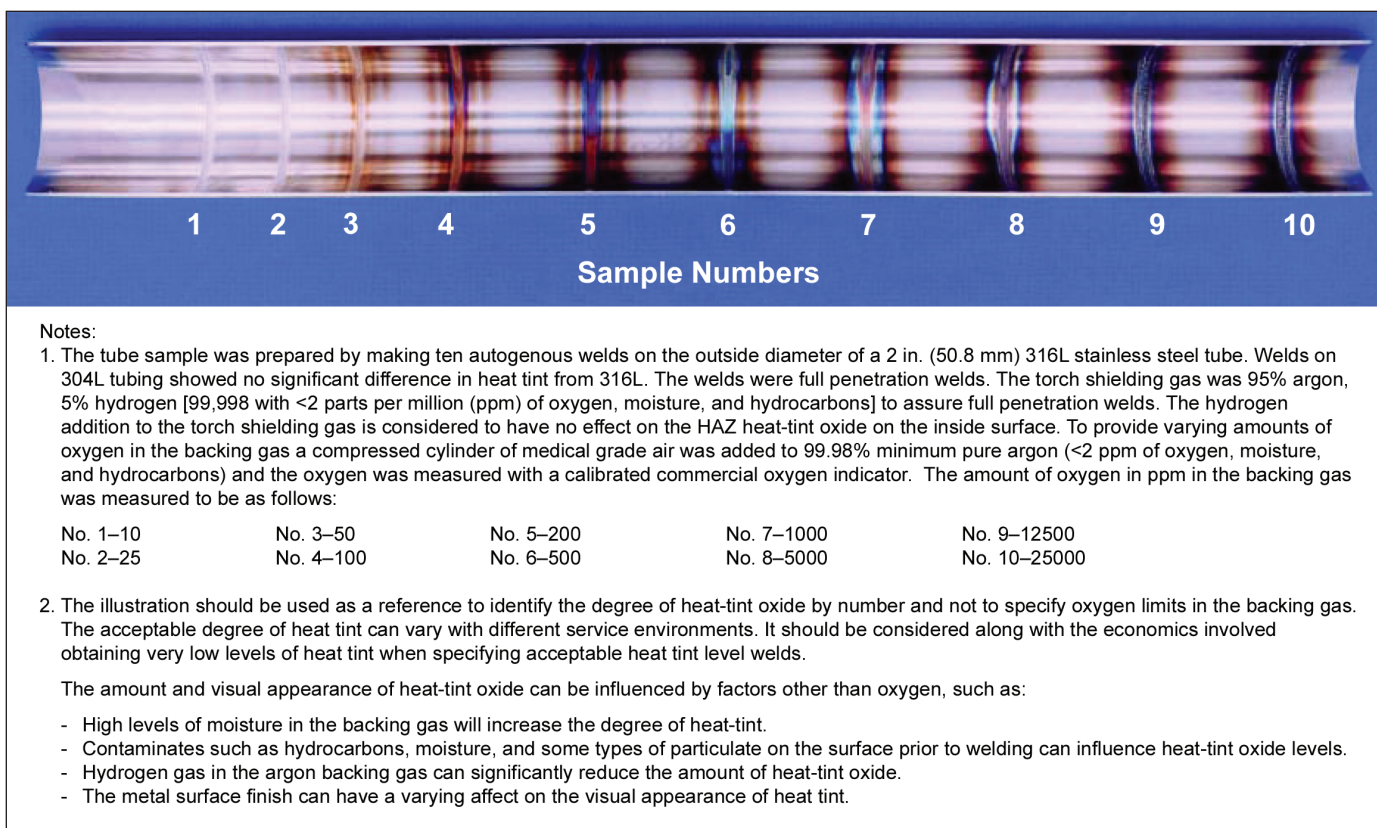 1 2 3 4 5 6 7 8 9 10
Sample Numbers
Notes:
1. The tube sample was prepared by making ten autogenous welds on the outside diameter of a 2 in. (50.8 mm) 316L stainless steel tube. Welds on
304L tubing showed no significant difference in heat tint from 316L. The welds were full penetration welds. The torch shielding gas was 95% argon,
5% hydrogen [99,998 with <2 parts per million (ppm) of oxygen, moisture, and hydrocarbons] to assure full penetration welds. The hydrogen
addition to the torch shielding gas is considered to have no effect on the HAZ heat-tint oxide on the inside surface. To provide varying amounts of
oxygen in the backing gas a compressed cylinder of medical grade air was added to 99.98% minimum pure argon (<2 ppm of oxygen, moisture,
and hydrocarbons) and the oxygen was measured with a calibrated commercial oxygen indicator. The amount of oxygen in ppm in the backing gas
was measured to be as follows:
No. 1–10 No. 3–50 No. 5–200 No. 7–1000 No. 9–12500
No. 2–25 No. 4–100 No. 6–500 No. 8–5000 No. 10–25000
2. The illustration should be used as a reference to identify the degree of heat-tint oxide by number and not to specify oxygen limits in the backing gas.
The acceptable degree of heat tint can vary with different service environments. It should be considered along with the economics involved
obtaining very low levels of heat tint when specifying acceptable heat tint level welds.
The amount and visual appearance of heat-tint oxide can be influenced by factors other than oxygen, such as:
- High levels of moisture in the backing gas will increase the degree of heat-tint.
- Contaminates such as hydrocarbons, moisture, and some types of particulate on the surface prior to welding can influence heat-tint oxide levels.
- Hydrogen gas in the argon backing gas can significantly reduce the amount of heat-tint oxide.
- The metal surface finish can have a varying affect on the visual appearance of heat tint.